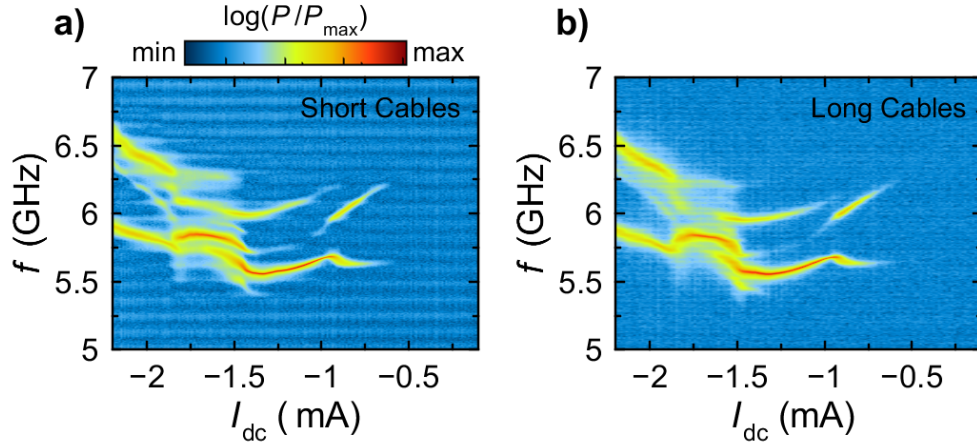 a)
log(P/Pmax)
min
max
Short Cables
7
6.5
6
5.5
5
f (GHz)
−2
−1.5
−1
−0.5
Idc ( mA)
b)
Long Cables
7
6.5
6
5.5
5
f (GHz)
−2
−1.5
−1
−0.5
Idc (mA)